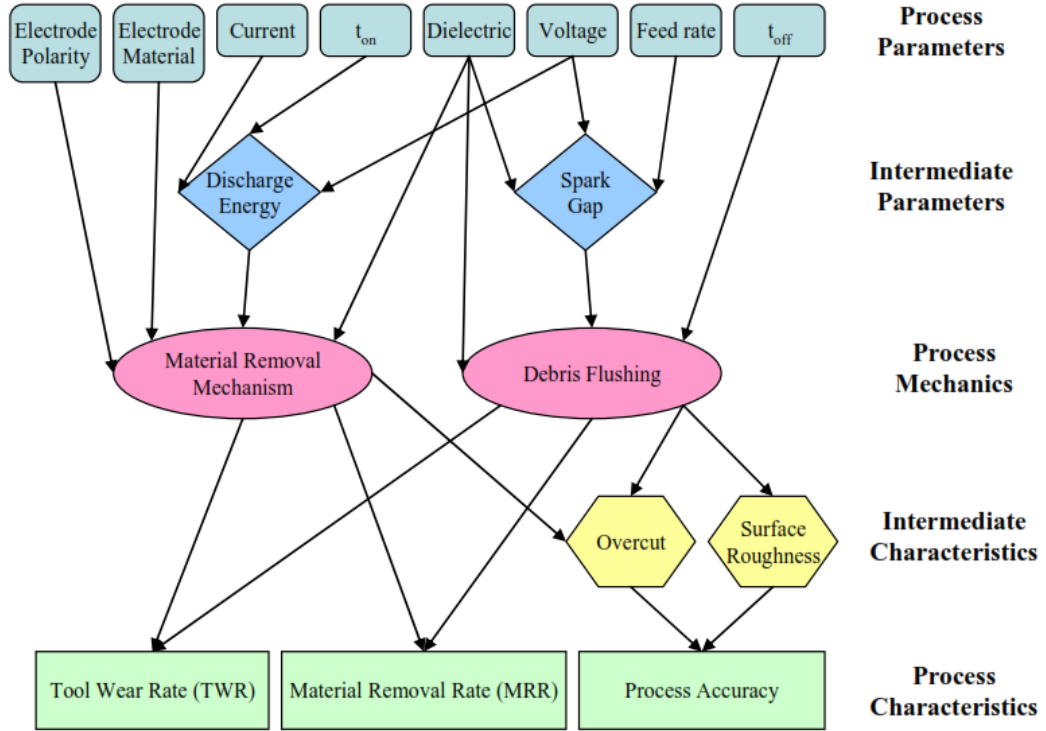 Electrode
Polarity
Electrode
Material
Current
t_on
Dielectric
Voltage
Feed rate
t_off
Process
Parameters
Discharge
Energy
Spark
Gap
Intermediate
Parameters
Material Removal
Mechanism
Debris Flushing
Process
Mechanics
Overcut
Surface
Roughness
Intermediate
Characteristics
Tool Wear Rate (TWR)
Material Removal Rate (MRR)
Process Accuracy
Process
Characteristics